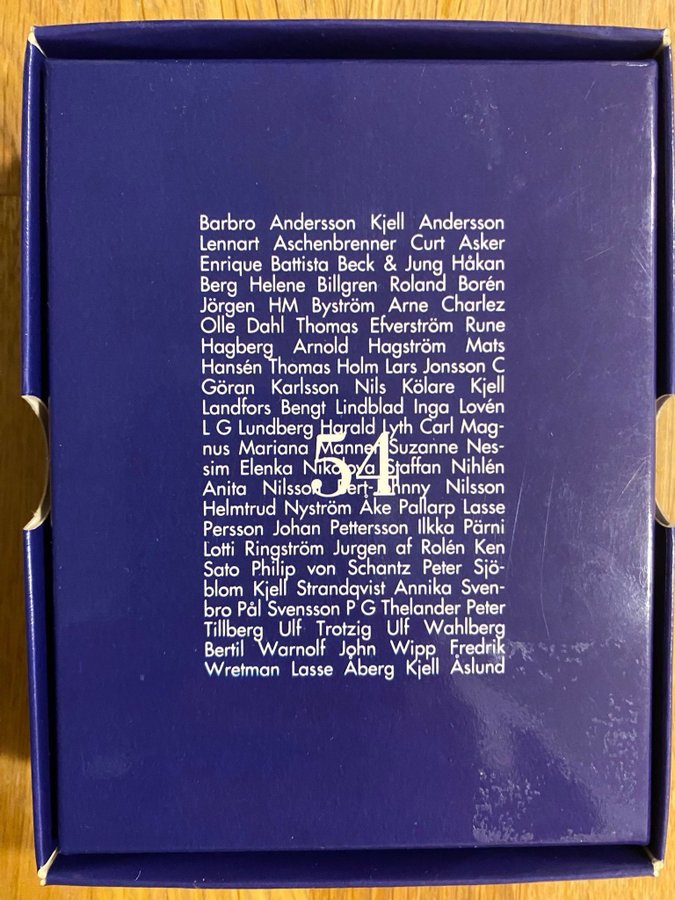 Barbro Andersson Kjell Andersson
Lennart Aschenbrenner Curt Asker
Enrique Battista Beck & Jung Håkan
Berg Helene Billgren Roland Borén
Jörgen HM Byström Arne Charlez
Olle Dahl Thomas Efverström Rune
Hagberg Arnold Hagström Mats
Hansén Thomas Holm Lars Jonsson C
Göran Karlsson Nils Kölare Kjell
Landfors Bengt Lindblad Inga Lovén
L G Lundberg Harald Lyth Carl Mag-
nus Mariana Manner Suzanne Nes-
54
sim Elenka Nikolova Staffan Nihlén
Anita Nilsson Bert-Johnny Nilsson
Helmtrud Nyström Åke Pallarp Lasse
Persson Johan Pettersson Ilkka Pärni
Lotti Ringström Jurgen af Rolén Ken
Sato Philip von Schantz Peter Sjö-
blom Kjell Strandqvist Annika Sven-
bro Pål Svensson P G Thelander Peter
Tillberg Ulf Trotzig Ulf Wahlberg
Bertil Warnolf John Wipp Fredrik
Wretman Lasse Åberg Kjell Åslund